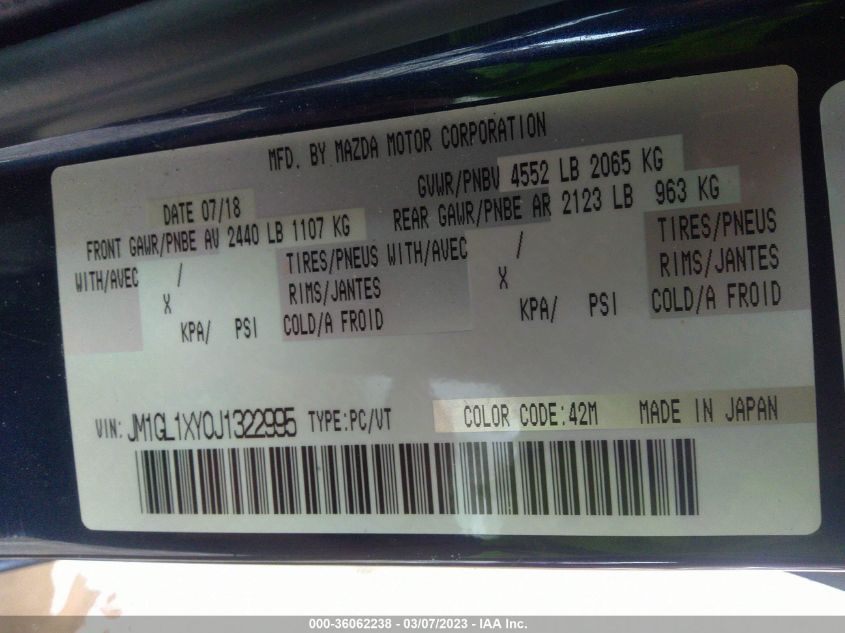 MFD. BY MAZDA MOTOR CORPORATION
DATE 07/18 GVWR/PNBV 4552 LB 2065 KG
FRONT GAWR/PNBE AV 2440 LB 1107 KG REAR GAWR/PNBE AR 2123 LB 963 KG
WITH/AVEC / TIRES/PNEUS WITH/AVEC / TIRES/PNEUS
X RIMS/JANTES X RIMS/JANTES
KPA/ PSI COLD/A FROID KPA/ PSI COLD/A FROID
VIN: JM1GL1XY0J1322995 TYPE:PC/VT COLOR CODE:42M MADE IN JAPAN
000-36062238 - 03/07/2023 - IAA Inc.